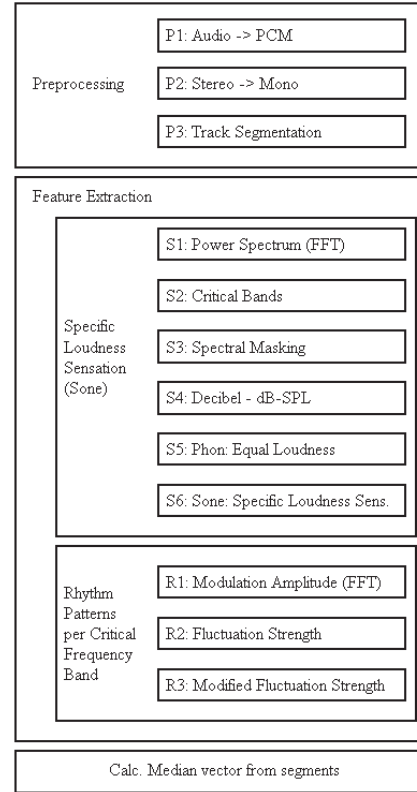 Preprocessing
P1: Audio -> PCM
P2: Stereo -> Mono
P3: Track Segmentation
Feature Extraction
Specific
Loudness
Sensation
(Sone)
S1: Power Spectrum (FFT)
S2: Critical Bands
S3: Spectral Masking
S4: Decibel - dB-SPL
S5: Phon: Equal Loudness
S6: Sone: Specific Loudness Sens.
Rhythm
Patterns
per Critical
Frequency
Band
R1: Modulation Amplitude (FFT)
R2: Fluctuation Strength
R3: Modified Fluctuation Strength
Calc. Median vector from segments